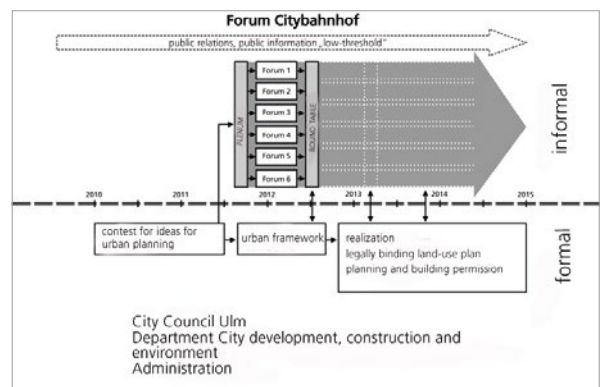 Forum Citybahnhof
public relations, public information „low-threshold"
PLENUM
Forum 1
Forum 2
Forum 3
Forum 4
Forum 5
Forum 6
ROUND TABLE
informal
2010 2011 2012 2013 2014 2015
contest for ideas for
urban planning
urban framework
realization
legally binding land-use plan
planning and building permission
formal
City Council Ulm
Department City development, construction and
environment
Administration